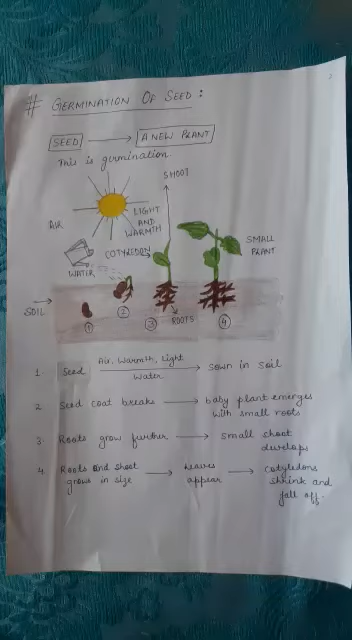 # GERMINATION OF SEED :
SEED → A NEW PLANT
This is germination
SHOOT
AIR
LIGHT
AND
WARMTH
COTYLEDON
SMALL
PLANT
WATER
SOIL
ROOTS
1 2 3 4
1. Seed Air, Warmth, Light → sown in soil
Water
2. Seed coat breaks → baby plant emerges
with small roots
3. Roots grow further → small shoot
develops
4. Roots and shoot → leaves → cotyledons
grows in size appear shrink and
fall off.